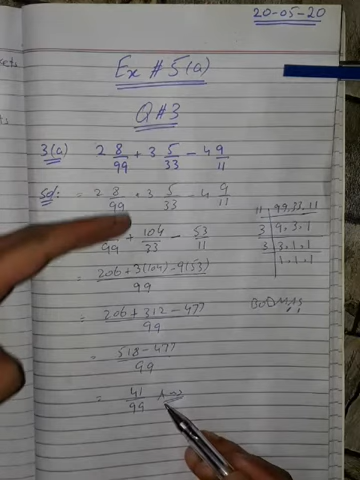 20-05-20
Ex # 5(a)
Q#3
3(a) 2 8/99 + 3 5/33 - 4 9/11
Sol: = 2 8/99 + 3 5/33 - 4 9/11
99 + 104/33 - 53/11
= 206+3(104)-9(53)/99
= 206+312-477/99
= 518-477/99
= 41/99 Ans
11 | 99,33,11
3 | 9,3,1
3 | 3,1,1
1,1,1
BODMAS